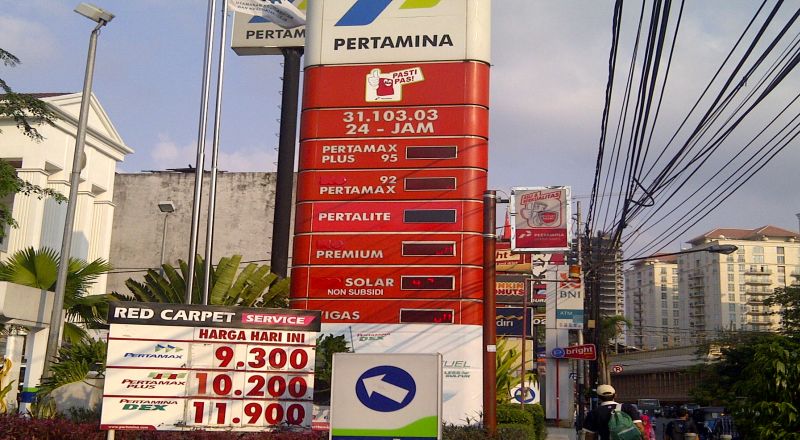 PERTAMINA
PASTI
PAS!
31.103.03
24 - JAM
PERTAMAX
PLUS 95
92
PERTAMAX
PERTALITE
PREMIUM
SOLAR
NON SUBSIDI
VIGAS
RED CARPET SERVICE
HARGA HARI INI
PERTAMAX 9.300
PERTAMAX
PLUS 10.200
PERTAMINA
DEX 11.900
PERTAMINA
DEX
BNI
ATM
bright